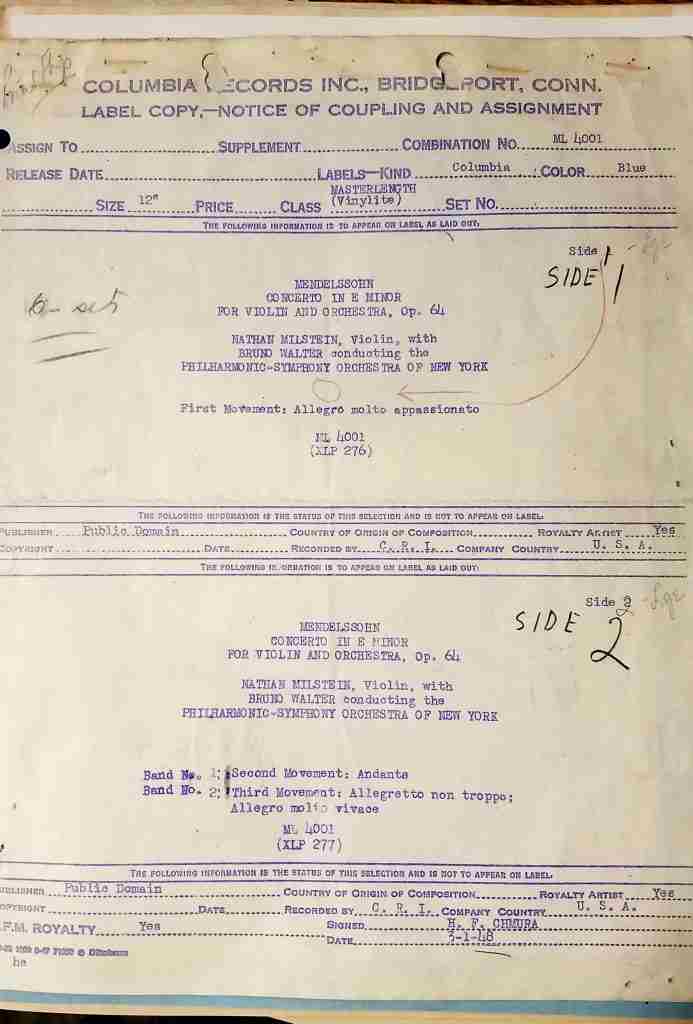 COLUMBIA RECORDS INC., BRIDGEPORT, CONN.
LABEL COPY,—NOTICE OF COUPLING AND ASSIGNMENT
ASSIGN TO SUPPLEMENT COMBINATION NO. ML 4001
RELEASE DATE LABELS—KIND Columbia COLOR Blue
MASTERLENGTH
SIZE 12" PRICE CLASS (Vinylite) SET NO.
THE FOLLOWING INFORMATION IS TO APPEAR ON LABEL AS LAID OUT:
Side 1
SIDE 1
MENDELSSOHN
CONCERTO IN E MINOR
FOR VIOLIN AND ORCHESTRA, Op. 64
NATHAN MILSTEIN, Violin, with
BRUNO WALTER conducting the
PHILHARMONIC-SYMPHONY ORCHESTRA OF NEW YORK
First Movement: Allegro molto appassionato
ML 4001
(XLP 276)
THE FOLLOWING INFORMATION IS THE STATUS OF THIS SELECTION AND IS NOT TO APPEAR ON LABEL.
PUBLISHER Public Domain COUNTRY OF ORIGIN OF COMPOSITION ROYALTY ARTIST Yes
COPYRIGHT DATE RECORDED BY C. R. I. COMPANY COUNTRY U. S. A.
THE FOLLOWING INFORMATION IS TO APPEAR ON LABEL AS LAID OUT:
Side 2
SIDE 2
MENDELSSOHN
CONCERTO IN E MINOR
FOR VIOLIN AND ORCHESTRA, Op. 64
NATHAN MILSTEIN, Violin, with
BRUNO WALTER conducting the
PHILHARMONIC-SYMPHONY ORCHESTRA OF NEW YORK
Band No. 1: Second Movement: Andante
Band No. 2: Third Movement: Allegretto non troppo;
Allegro molto vivace
ML 4001
(XLP 277)
THE FOLLOWING INFORMATION IS THE STATUS OF THIS SELECTION AND IS NOT TO APPEAR ON LABEL.
PUBLISHER Public Domain COUNTRY OF ORIGIN OF COMPOSITION ROYALTY ARTIST Yes
COPYRIGHT DATE RECORDED BY C. R. I. COMPANY COUNTRY U. S. A.
A.F.M. ROYALTY Yes SIGNED H. F. CHMURA
DATE 3-1-48
ha